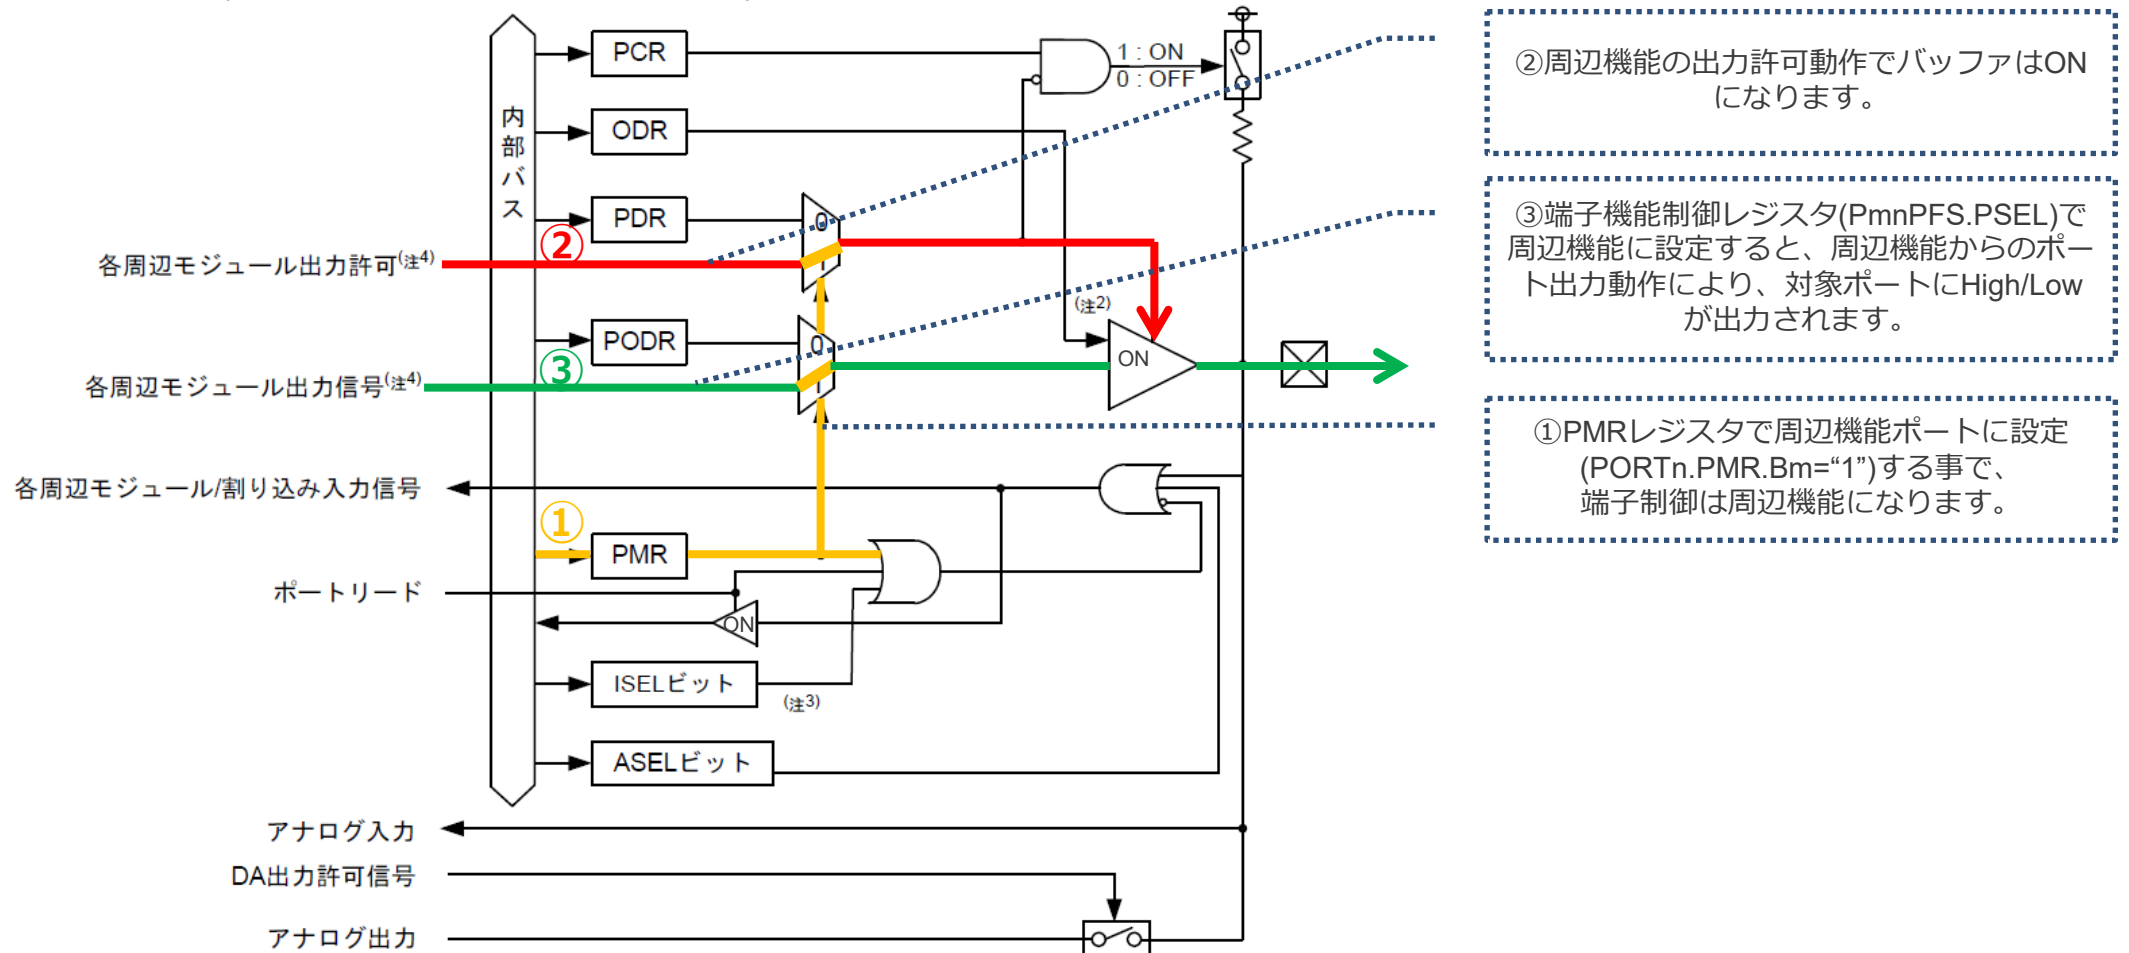 PCR
1 : ON
0 : OFF
ODR
内部バス
PDR
0
1
②
各周辺モジュール出力許可(注4)
(注2)
PODR
0
1
ON
③
各周辺モジュール出力信号(注4)
各周辺モジュール/割り込み入力信号
①
PMR
ポートリード
ON
ISELビット
(注3)
ASELビット
アナログ入力
DA出力許可信号
アナログ出力
②周辺機能の出力許可動作でバッファはON
になります。
③端子機能制御レジスタ(PmnPFS.PSEL)で
周辺機能に設定すると、周辺機能からのポー
ト出力動作により、対象ポートにHigh/Low
が出力されます。
①PMRレジスタで周辺機能ポートに設定
(PORTn.PMR.Bm=“1”)する事で、
端子制御は周辺機能になります。